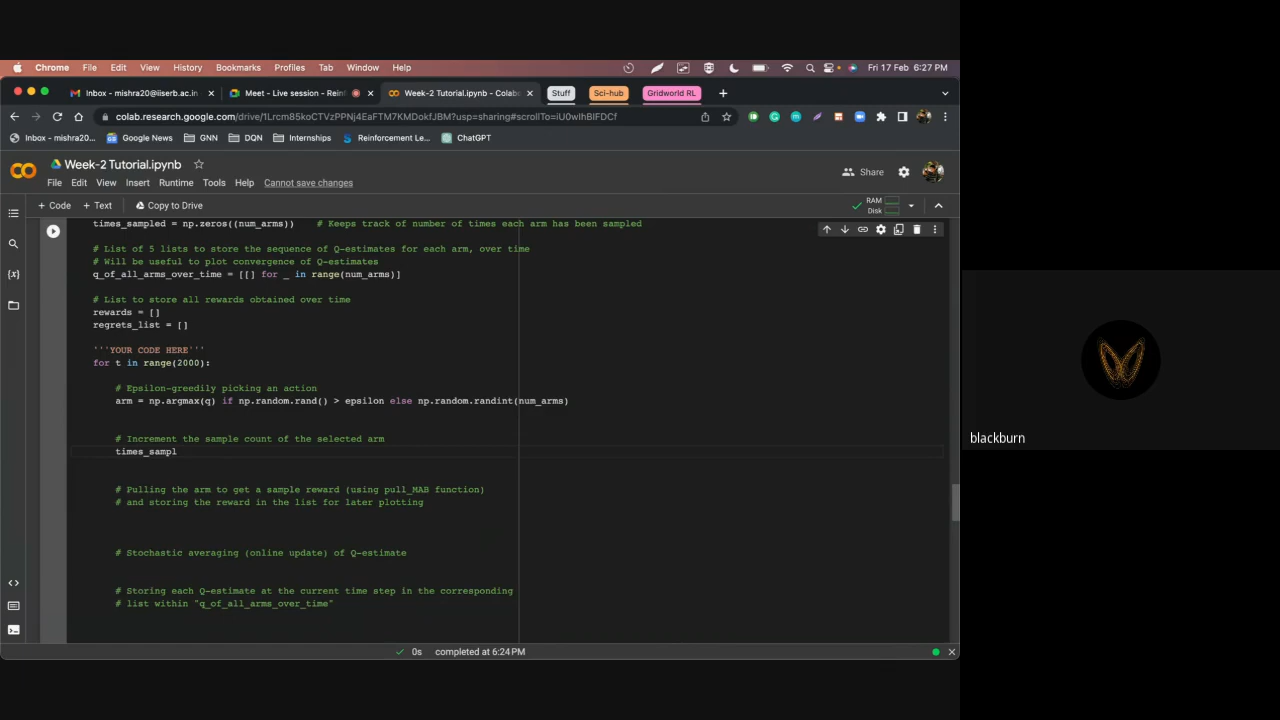 Chrome File Edit View History Bookmarks Profiles Tab Window Help Fri 17 Feb 6:27 PM
Inbox - mishra20@iiserb.ac.in Meet - Live session - Rein Week-2 Tutorial.ipynb - Colab Stuff Sci-hub Gridworld RL
colab.research.google.com/drive/1Lrcm85koCTVzPPNj4EaFTM7KMDokfJBM?usp=sharing#scrollTo=iU0wIhBIFDCf
Inbox - mishra20... Google News GNN DQN Internships Reinforcement Le... ChatGPT
Week-2 Tutorial.ipynb
File Edit View Insert Runtime Tools Help Cannot save changes
Share
+ Code + Text Copy to Drive
RAM
Disk
times_sampled = np.zeros((num_arms)) # Keeps track of number of times each arm has been sampled
# List of 5 lists to store the sequence of Q-estimates for each arm, over time
# Will be useful to plot convergence of Q-estimates
q_of_all_arms_over_time = [[] for _ in range(num_arms)]
# List to store all rewards obtained over time
rewards = []
regrets_list = []
'''YOUR CODE HERE'''
for t in range(2000):
# Epsilon-greedily picking an action
arm = np.argmax(q) if np.random.rand() > epsilon else np.random.randint(num_arms)
# Increment the sample count of the selected arm
times_sampl
# Pulling the arm to get a sample reward (using pull_MAB function)
# and storing the reward in the list for later plotting
# Stochastic averaging (online update) of Q-estimate
# Storing each Q-estimate at the current time step in the corresponding
# list within "q_of_all_arms_over_time"
0s completed at 6:24 PM
blackburn